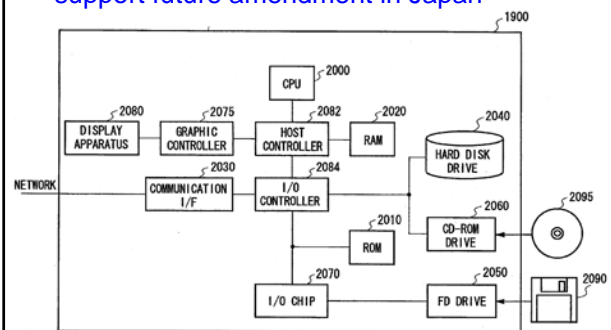 support future amendment in Japan
1900
2000
CPU
2080
2075
2082
2020
2040
DISPLAY
APPARATUS
GRAPHIC
CONTROLLER
HOST
CONTROLLER
RAM
HARD DISK
DRIVE
2030
2084
NETWORK
COMMUNICATION
I/F
I/O
CONTROLLER
2010
ROM
2060
CD-ROM
DRIVE
2095
2070
I/O CHIP
2050
FD DRIVE
2090